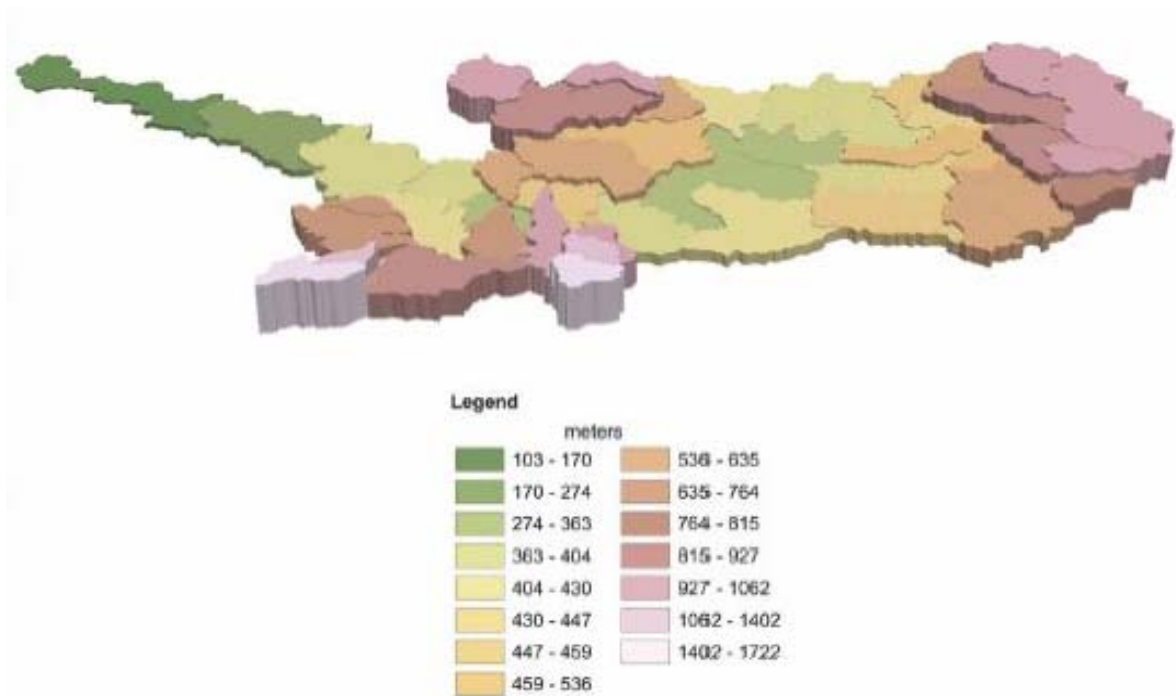 Legend
meters
103 - 170
170 - 274
274 - 363
363 - 404
404 - 430
430 - 447
447 - 459
459 - 536
536 - 635
635 - 764
764 - 815
815 - 927
927 - 1062
1062 - 1402
1402 - 1722